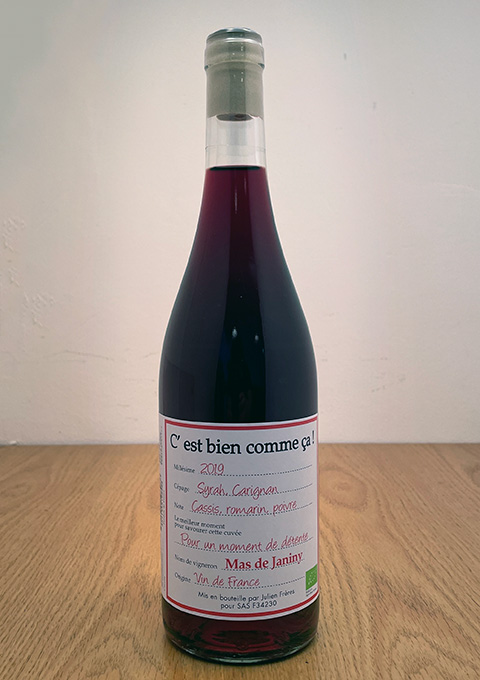 C' est bien comme ça !
Millésime 2019
Cépage Syrah, Carignan
Note Cassis, romarin, poivre
Le meilleur moment
pour savourer cette cuvée
Pour un moment de détente
Nom de vigneron Mas de Janiny
Origine Vin de France
Mis en bouteille par Julien Frères
pour SAS F34230